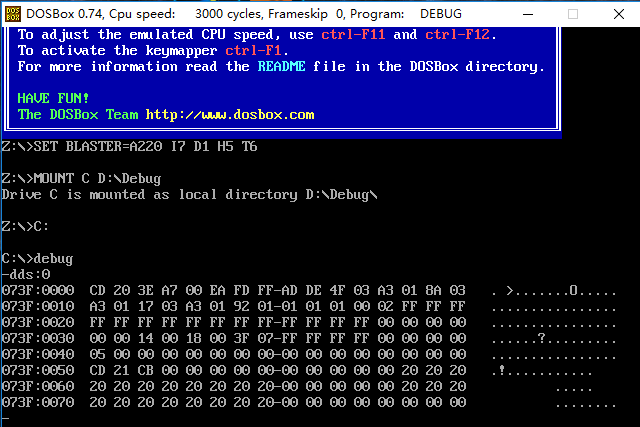 DOSBox 0.74, Cpu speed: 3000 cycles, Frameskip 0, Program: DEBUG
To adjust the emulated CPU speed, use ctrl-F11 and ctrl-F12.
To activate the keymapper ctrl-F1.
For more information read the README file in the DOSBox directory.
HAVE FUN!
The DOSBox Team http://www.dosbox.com
Z:\>SET BLASTER=A220 I7 D1 H5 T6
Z:\>MOUNT C D:\Debug
Drive C is mounted as local directory D:\Debug\
Z:\>C:
C:\>debug
-dds:0
073F:0000 CD 20 3E A7 00 EA FD FF-AD DE 4F 03 A3 01 8A 03 . >.......O.....
073F:0010 A3 01 17 03 A3 01 92 01-01 01 01 00 02 FF FF FF ................
073F:0020 FF FF FF FF FF FF FF FF-FF FF FF FF 00 00 00 00 ................
073F:0030 00 00 14 00 18 00 3F 07-FF FF FF FF 00 00 00 00 ......?.........
073F:0040 05 00 00 00 00 00 00 00-00 00 00 00 00 00 00 00 ................
073F:0050 CD 21 CB 00 00 00 00 00-00 00 00 00 00 20 20 20 .!...........
073F:0060 20 20 20 20 20 20 20 20-00 00 00 00 00 20 20 20 .....
073F:0070 20 20 20 20 20 20 20 20-00 00 00 00 00 00 00 00 ........
-